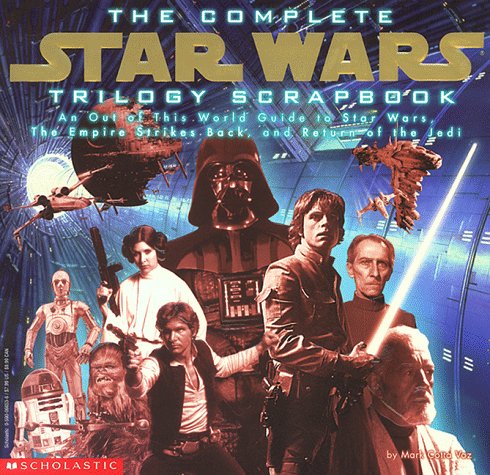 THE COMPLETE
STAR WARS
TRILOGY SCRAPBOOK
An Out of This World Guide to Star Wars,
The Empire Strikes Back, and Return of the Jedi
by Mark Cotta Vaz
SCHOLASTIC